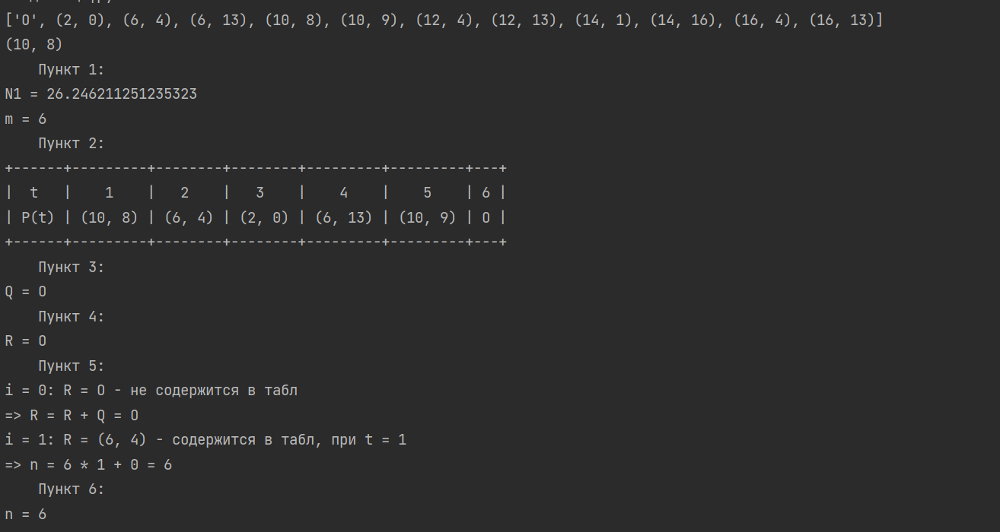 ['O', (2, 0), (6, 4), (6, 13), (10, 8), (10, 9), (12, 4), (12, 13), (14, 1), (14, 16), (16, 4), (16, 13)]
(10, 8)
    Пункт 1:
N1 = 26.246211251235323
m = 6
    Пункт 2:
+------+---------+--------+--------+---------+---------+---+
|  t   |    1    |   2    |   3    |    4    |    5    | 6 |
| P(t) | (10, 8) | (6, 4) | (2, 0) | (6, 13) | (10, 9) | O |
+------+---------+--------+--------+---------+---------+---+
    Пункт 3:
Q = O
    Пункт 4:
R = O
    Пункт 5:
i = 0: R = O - не содержится в табл
=> R = R + Q = O
i = 1: R = (6, 4) - содержится в табл, при t = 1
=> n = 6 * 1 + 0 = 6
    Пункт 6:
n = 6